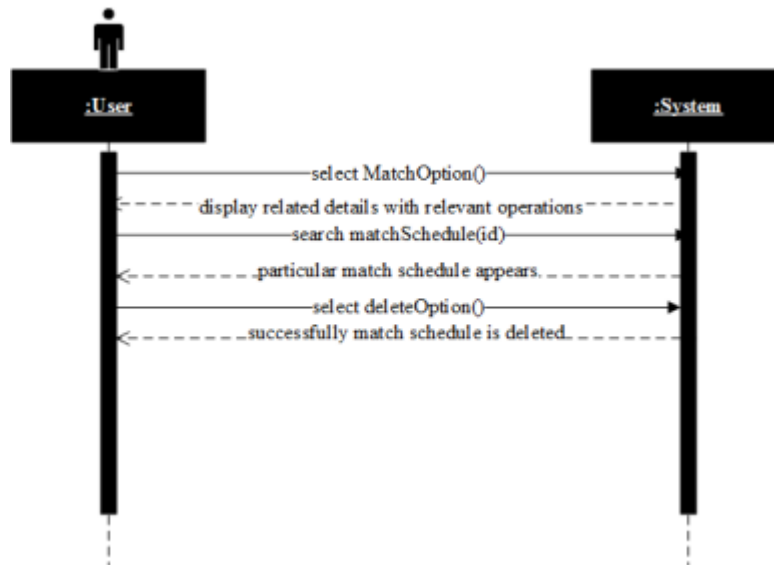 :User
:System
select MatchOption()
display related details with relevant operations
search matchSchedule(id)
particular match schedule appears
select deleteOption()
successfully match schedule is deleted